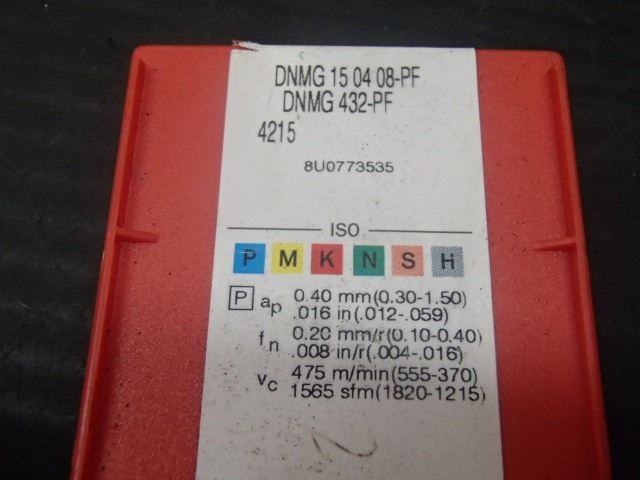 DNMG 15 04 08-PF
DNMG 432-PF
4215
8U0773535
ISO
P M K N S H
P ap 0.40 mm(0.30-1.50)
.016 in(.012-.059)
fn 0.20 mm/r(0.10-0.40)
.008 in/r(.004-.016)
vc 475 m/min(555-370)
1565 sfm(1820-1215)
2